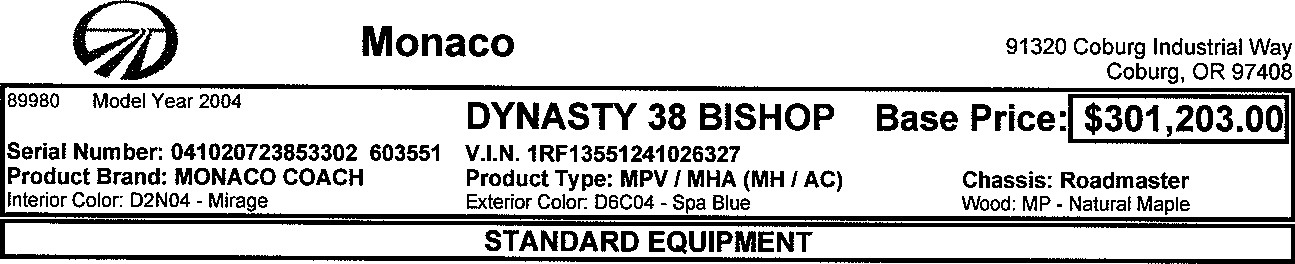 Monaco
91320 Coburg Industrial Way
Coburg, OR 97408
89980 Model Year 2004
DYNASTY 38 BISHOP Base Price: $301,203.00
Serial Number: 041020723853302 603551 V.I.N. 1RF13551241026327
Product Brand: MONACO COACH Product Type: MPV / MHA (MH / AC) Chassis: Roadmaster
Interior Color: D2N04 - Mirage Exterior Color: D6C04 - Spa Blue Wood: MP - Natural Maple
STANDARD EQUIPMENT